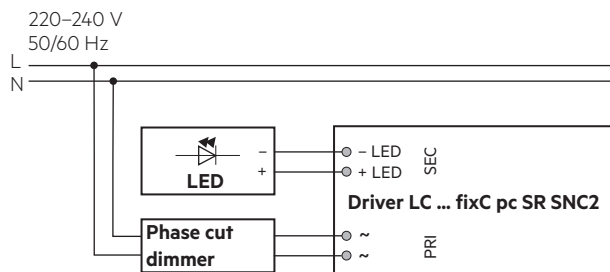 220–240 V
50/60 Hz
L
N
LED
–
+
– LED
+ LED
SEC
Driver LC ... fixC pc SR SNC2
Phase cut
dimmer
~
~
PRI